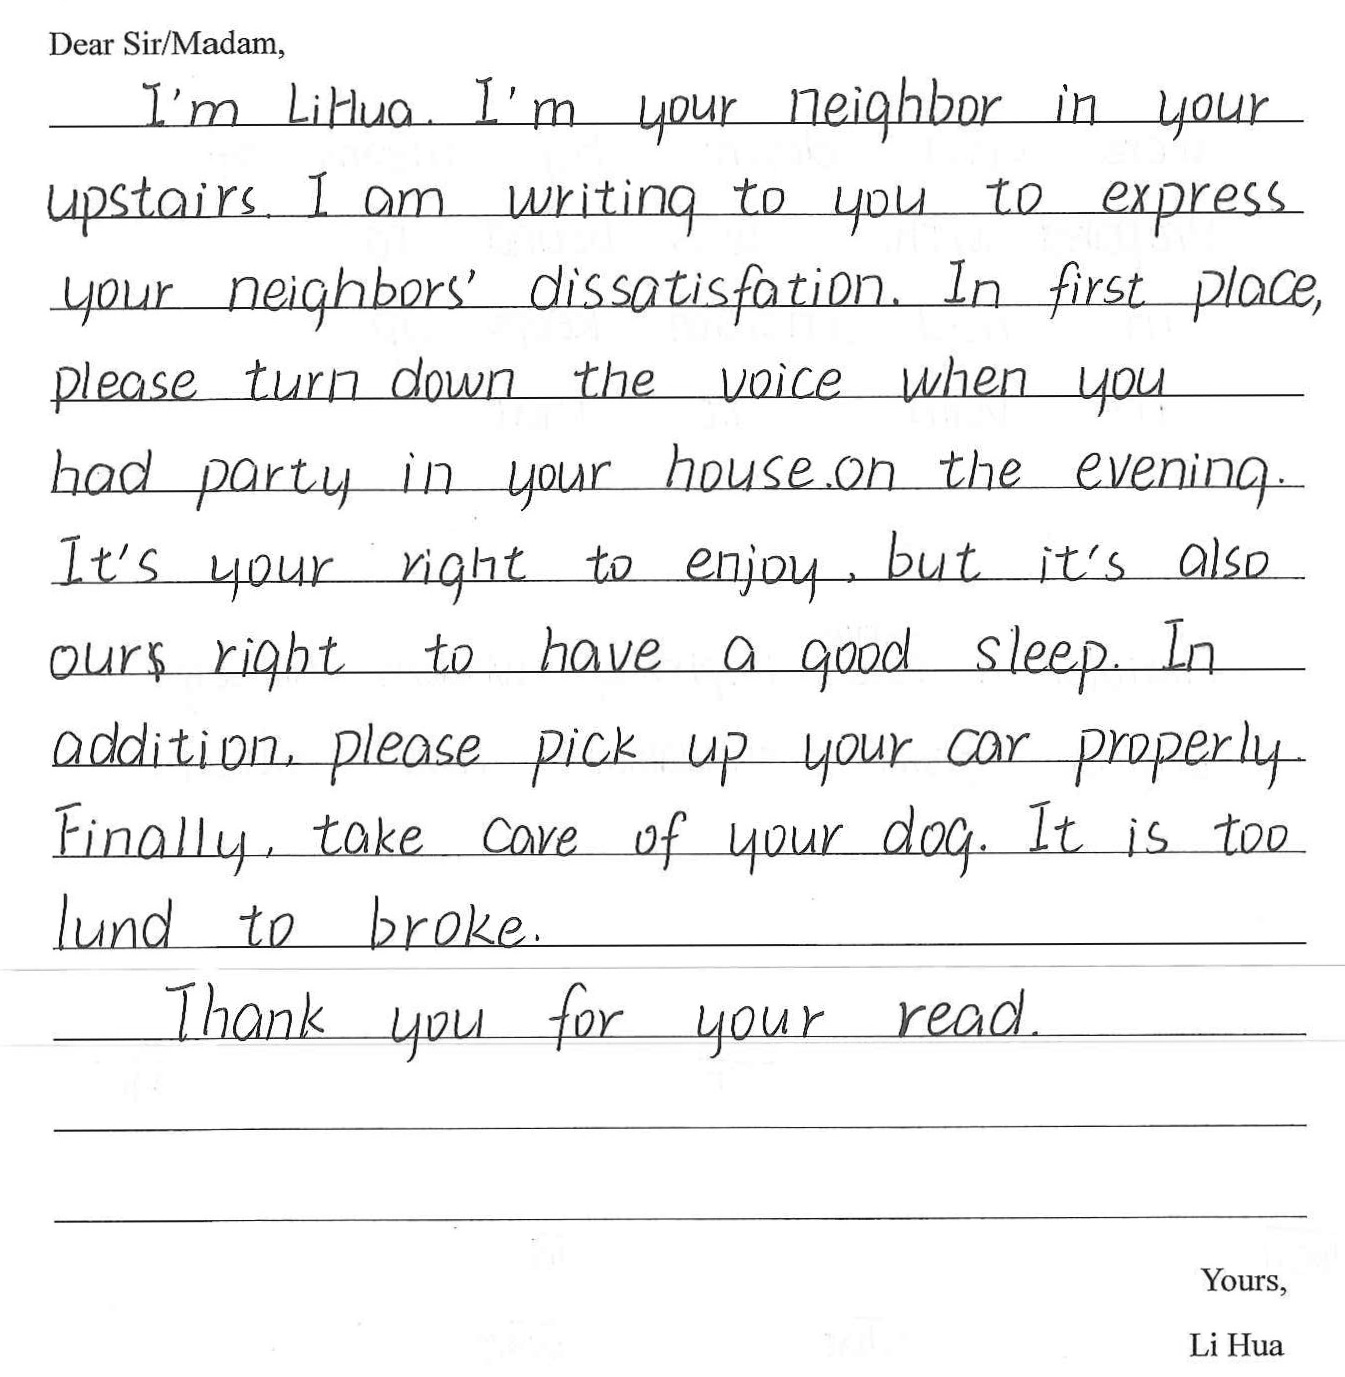 Dear Sir/Madam,
I'm LiHua. I'm your neighbor in your
upstairs. I am writing to you to express
your neighbors' dissatisfation. In first place,
please turn down the voice when you
had party in your house.on the evening.
It's your right to enjoy, but it's also
ours right to have a good sleep. In
addition, please pick up your car properly.
Finally, take care of your dog. It is too
lund to broke.
Thank you for your read.
Yours,
Li Hua